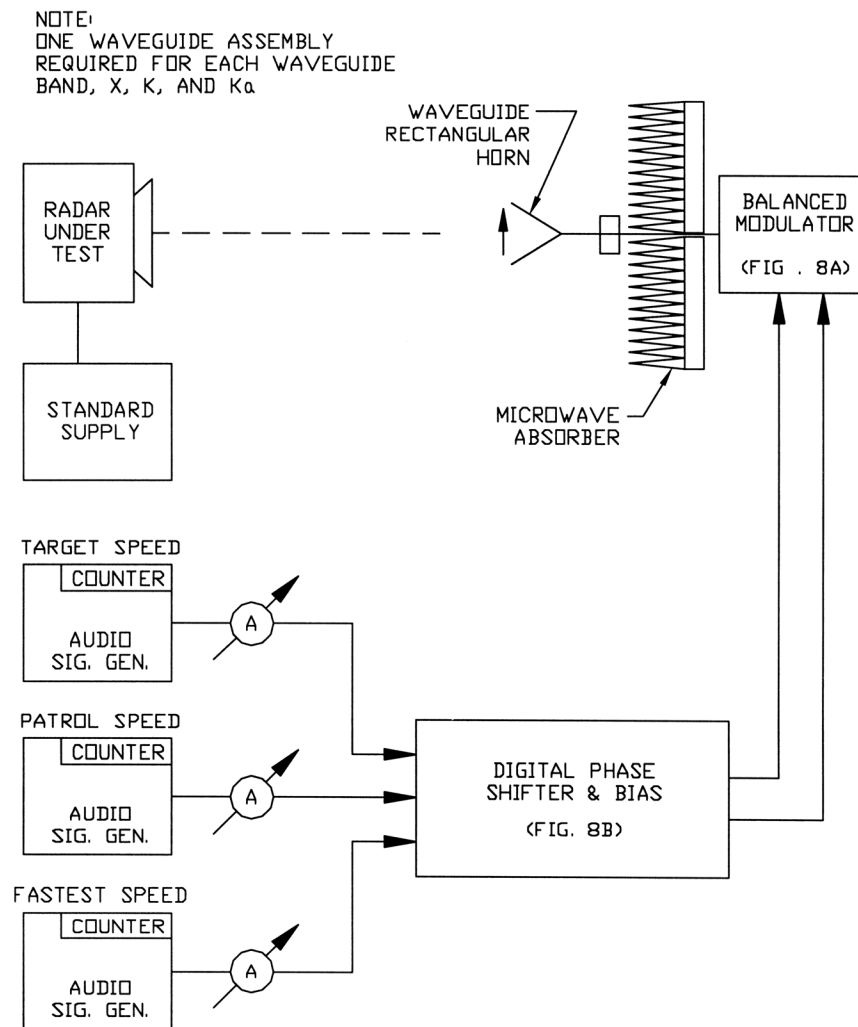 NOTE:
ONE WAVEGUIDE ASSEMBLY
REQUIRED FOR EACH WAVEGUIDE
BAND, X, K, AND Ka
WAVEGUIDE
RECTANGULAR
HORN
RADAR
UNDER
TEST
BALANCED
MODULATOR
(FIG . 8A)
STANDARD
SUPPLY
MICROWAVE
ABSORBER
TARGET SPEED
COUNTER
AUDIO
SIG. GEN.
A
PATROL SPEED
COUNTER
AUDIO
SIG. GEN.
A
DIGITAL PHASE
SHIFTER & BIAS
(FIG. 8B)
FASTEST SPEED
COUNTER
AUDIO
SIG. GEN.
A